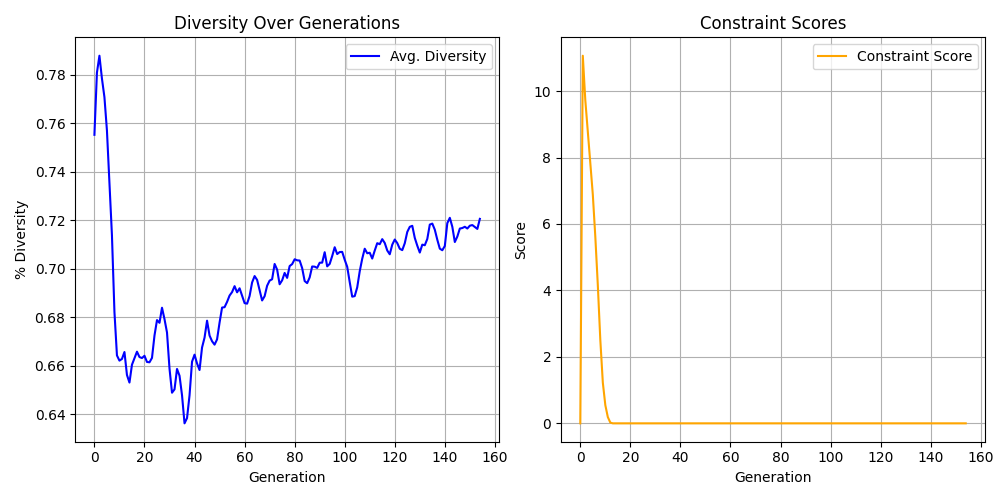 Diversity Over Generations
Avg. Diversity
% Diversity
0.78
0.76
0.74
0.72
0.70
0.68
0.66
0.64
0 20 40 60 80 100 120 140 160
Generation
Constraint Scores
Constraint Score
Score
10
8
6
4
2
0
0 20 40 60 80 100 120 140 160
Generation